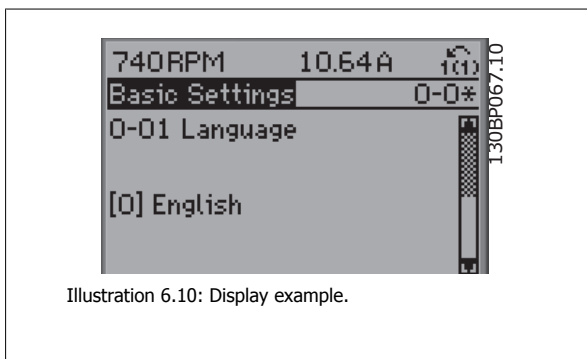 740RPM 10.64A 1(1)
Basic Settings 0-0*
0-01 Language
[0] English
130BP067.10
Illustration 6.10: Display example.